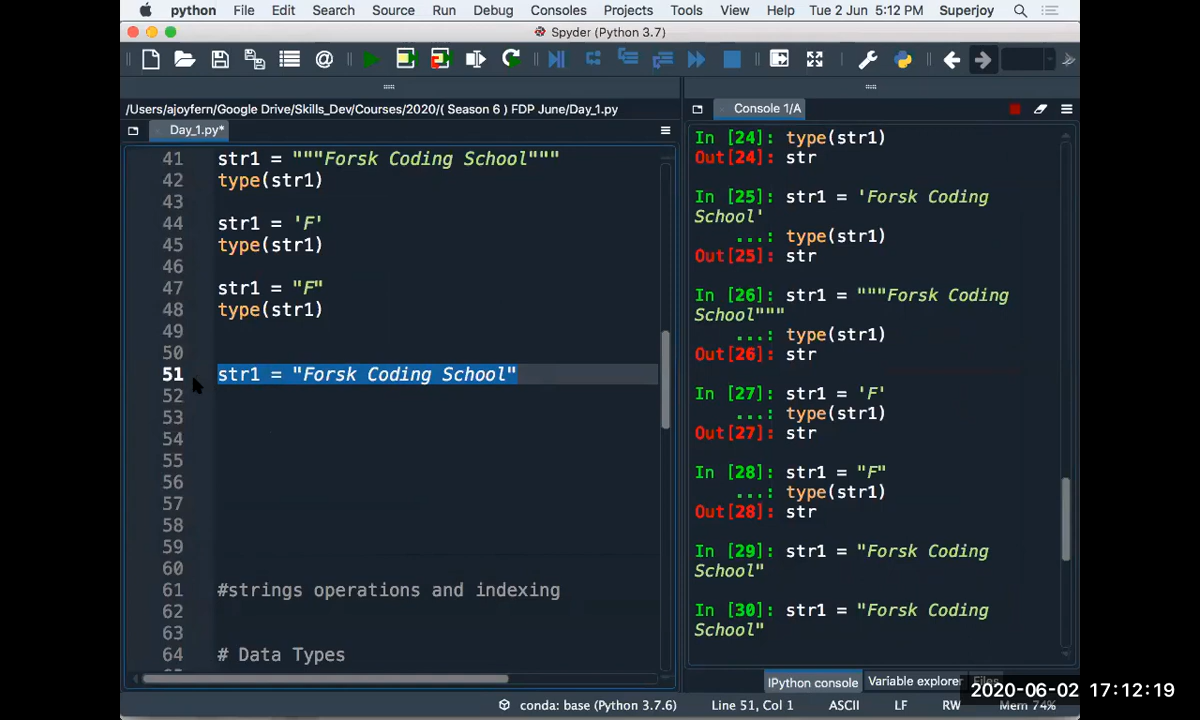 python File Edit Search Source Run Debug Consoles Projects Tools View Help Tue 2 Jun 5:12 PM Superjoy
Spyder (Python 3.7)
/Users/ajoyfern/Google Drive/Skills_Dev/Courses/2020/( Season 6 ) FDP June/Day_1.py
Day_1.py*
41 str1 = """Forsk Coding School"""
42 type(str1)
43
44 str1 = 'F'
45 type(str1)
46
47 str1 = "F"
48 type(str1)
49
50
51 str1 = "Forsk Coding School"
52
53
54
55
56
57
58
59
60
61 #strings operations and indexing
62
63
64 # Data Types
Console 1/A
In [24]: type(str1)
Out[24]: str
In [25]: str1 = 'Forsk Coding
School'
...: type(str1)
Out[25]: str
In [26]: str1 = """Forsk Coding
School"""
...: type(str1)
Out[26]: str
In [27]: str1 = 'F'
...: type(str1)
Out[27]: str
In [28]: str1 = "F"
...: type(str1)
Out[28]: str
In [29]: str1 = "Forsk Coding
School"
In [30]: str1 = "Forsk Coding
School"
IPython console Variable explorer Files
conda: base (Python 3.7.6) Line 51, Col 1 ASCII LF RW Mem 74%
2020-06-02 17:12:19